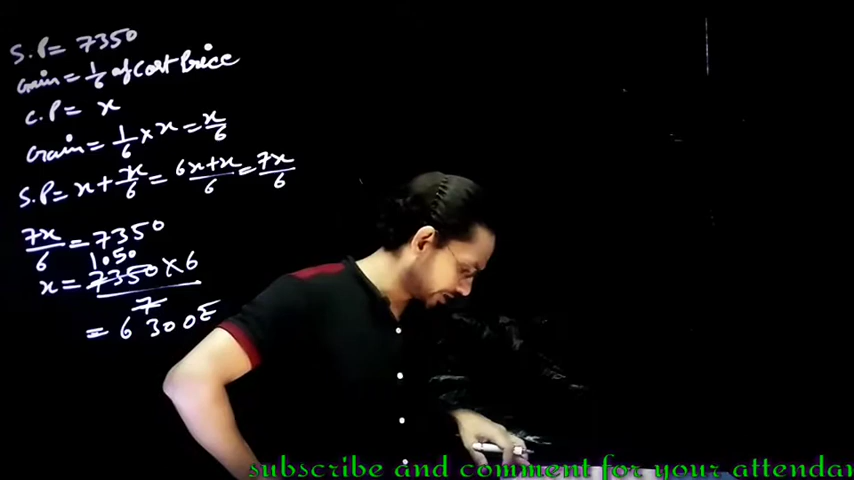 S.P = 7350
Gain = 1/6 of Cost Price
C.P = x
Gain = 1/6 × x = x/6
S.P = x + x/6 = 6x+x/6 = 7x/6
7x/6 = 7350
1050
x = 7350 × 6/7
= 6300
subscribe and comment for your attendan